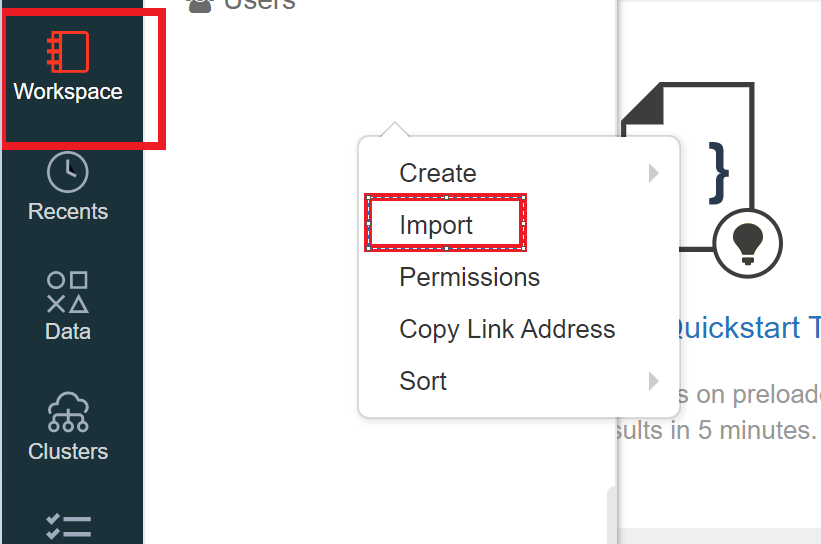 Users
Workspace
Recents
Data
Clusters
Create
Import
Permissions
Copy Link Address
Sort
}
Quickstart T
s on preloade
sults in 5 minutes.